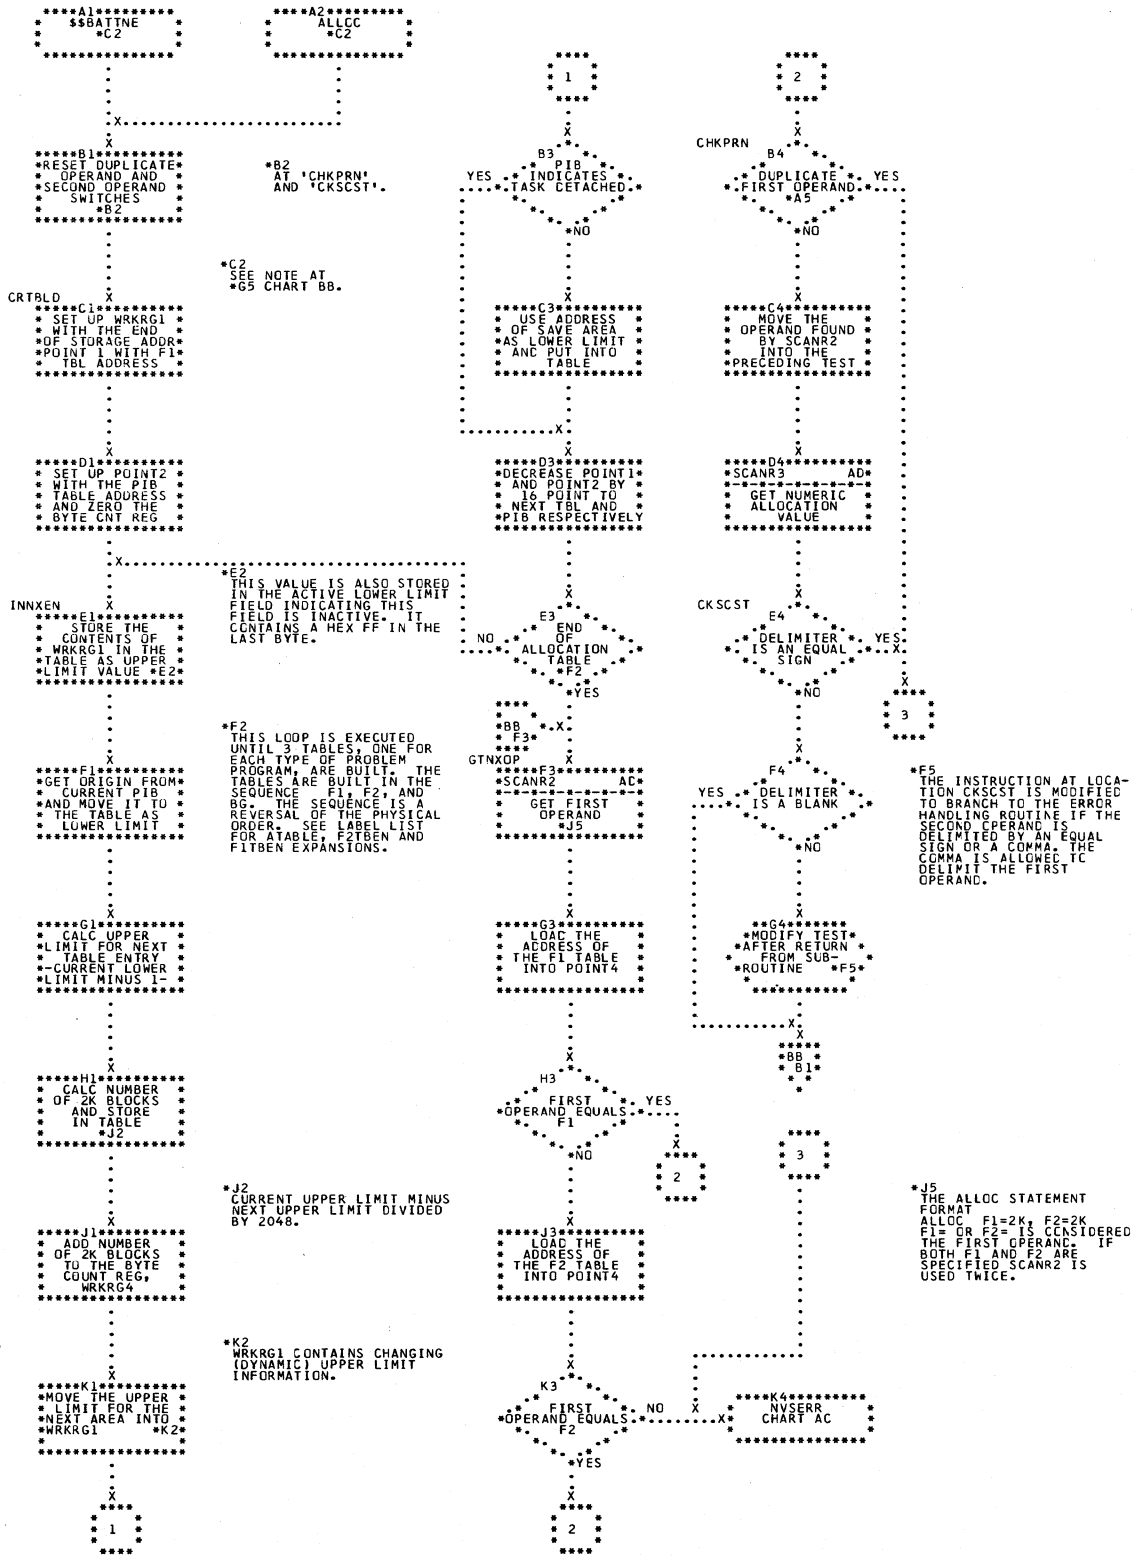 *****A1*********
$$BATTNE
*C2
*****A2*********
ALLCC
*C2
1
2
*****B1**********
*RESET DUPLICATE*
* OPERAND AND *
*SECOND OPERAND *
* SWITCHES *
* *B2 *
*B2
AT 'CHKPRN'
AND 'CKSCST'.
B3
PIB
INDICATES
TASK DETACHED
YES
*NO
CHKPRN
B4
DUPLICATE
FIRST OPERAND
*A5
YES
*NO
*C2
SEE NOTE AT
*G5 CHART BB.
CRTBLD
*****C1**********
* SET UP WRKRG1 *
* WITH THE END *
*OF STORAGE ADDR*
*POINT 1 WITH F1*
* TBL ADDRESS *
*****C3**********
* USE ADDRESS *
* OF SAVE AREA *
*AS LOWER LIMIT *
* AND PUT INTO *
* TABLE *
*****C4**********
* MOVE THE *
* OPERAND FOUND *
* BY SCANR2 *
* INTO THE *
*PRECEDING TEST *
*****D1**********
* SET UP POINT2 *
* WITH THE PIB *
* TABLE ADDRESS *
* AND ZERO THE *
* BYTE CNT REG *
*****D3**********
*DECREASE POINT1*
* AND POINT2 BY *
* 16 POINT TO *
* NEXT TBL AND *
*PIB RESPECTIVELY
*****D4**********
*SCANR3 AD*
*-*-*-*-*-*-*-*-*
* GET NUMERIC *
* ALLOCATION *
* VALUE *
*E2
THIS VALUE IS ALSO STORED
IN THE ACTIVE LOWER LIMIT
FIELD INDICATING THIS
FIELD IS INACTIVE. IT
CONTAINS A HEX FF IN THE
LAST BYTE.
INNXEN
*****E1**********
* STORE THE *
* CONTENTS OF *
* WRKRG1 IN THE *
*TABLE AS UPPER *
*LIMIT VALUE *E2*
E3
END
OF
ALLOCATION
TABLE
*F2
NO
*YES
CKSCST
E4
DELIMITER
IS AN EQUAL
SIGN
YES
*NO
3
*BB
F3*
*F2
THIS LOOP IS EXECUTED
UNTIL 3 TABLES, ONE FOR
EACH TYPE OF PROBLEM
PROGRAM, ARE BUILT. THE
TABLES ARE BUILT IN THE
SEQUENCE F1, F2, AND
BG. THE SEQUENCE IS A
REVERSAL OF THE PHYSICAL
ORDER. SEE LABEL LIST
FOR ATABLE, F2TBEN AND
F1TBEN EXPANSIONS.
*****F1**********
*GET ORIGIN FROM*
* CURRENT PIB *
*AND MOVE IT TO *
* THE TABLE AS *
* LOWER LIMIT *
GTNXOP
*****F3**********
*SCANR2 AC*
*-*-*-*-*-*-*-*-*
* GET FIRST *
* OPERAND *
* *J5 *
F4
DELIMITER
IS A BLANK
YES
*NO
*F5
THE INSTRUCTION AT LOCA-
TION CKSCST IS MODIFIED
TO BRANCH TO THE ERROR
HANDLING ROUTINE IF THE
SECOND CPERAND IS
DELIMITED BY AN EQUAL
SIGN OR A COMMA. THE
COMMA IS ALLOWED TC
DELIMIT THE FIRST
OPERAND.
*****G1**********
* CALC UPPER *
*LIMIT FOR NEXT *
* TABLE ENTRY *
*-CURRENT LOWER *
*LIMIT MINUS 1- *
*****G3**********
* LOAD THE *
* ADDRESS OF *
* THE F1 TABLE *
* INTO POINT4 *
**G4*******
*MODIFY TEST*
*AFTER RETURN *
* FROM SUB- *
*ROUTINE *F5*
*BB *
* B1*
*****H1**********
* CALC NUMBER *
* OF 2K BLOCKS *
* AND STORE *
* IN TABLE *
* *J2 *
H3
FIRST
*OPERAND EQUALS
F1
YES
*NO
2
3
*J2
CURRENT UPPER LIMIT MINUS
NEXT UPPER LIMIT DIVIDED
BY 2048.
*****J1**********
* ADD NUMBER *
* OF 2K BLOCKS *
* TO THE BYTE *
* COUNT REG, *
* WRKRG4 *
*****J3**********
* LOAD THE *
* ADDRESS OF *
* THE F2 TABLE *
* INTO POINT4 *
*J5
THE ALLOC STATEMENT
FORMAT
ALLOC F1=2K, F2=2K
F1= OR F2= IS CCNSIDERED
THE FIRST OPERAND. IF
BOTH F1 AND F2 ARE
SPECIFIED SCANR2 IS
USED TWICE.
*K2
WRKRG1 CONTAINS CHANGING
(DYNAMIC) UPPER LIMIT
INFORMATION.
*****K1**********
*MOVE THE UPPER *
* LIMIT FOR THE *
*NEXT AREA INTO *
*WRKRG1 *K2*
K3
FIRST
*OPERAND EQUALS
F2
NO
*YES
****K4*********
NVSERR
CHART AC
1
2